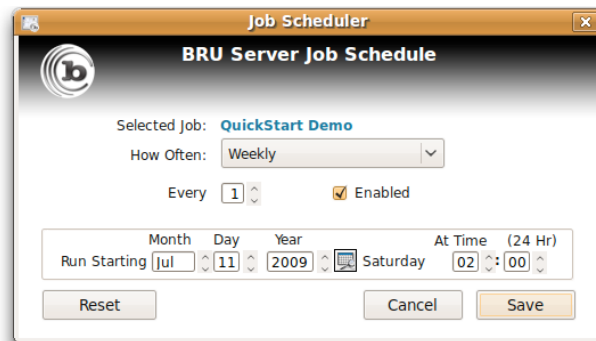 Job Scheduler
b
BRU Server Job Schedule
Selected Job: QuickStart Demo
How Often: Weekly
Every 1 Enabled
Month Day Year At Time (24 Hr)
Run Starting Jul 11 2009 Saturday 02 : 00
Reset Cancel Save